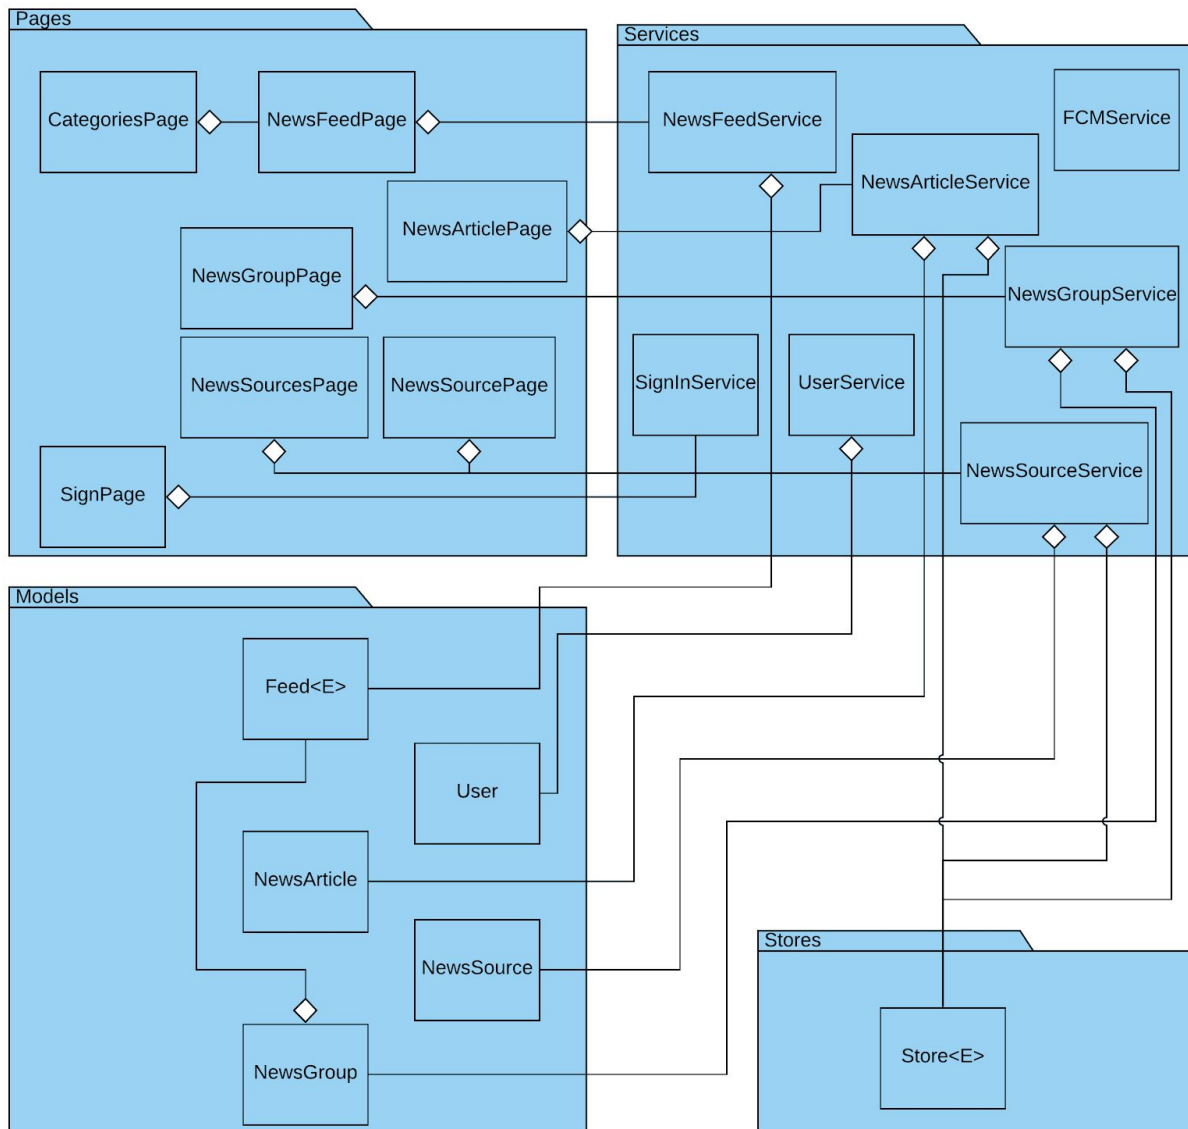 Pages
CategoriesPage
NewsFeedPage
NewsArticlePage
NewsGroupPage
NewsSourcesPage
NewsSourcePage
SignPage
Services
NewsFeedService
FCMService
NewsArticleService
NewsGroupService
SignInService
UserService
NewsSourceService
Models
Feed<E>
User
NewsArticle
NewsSource
NewsGroup
Stores
Store<E>